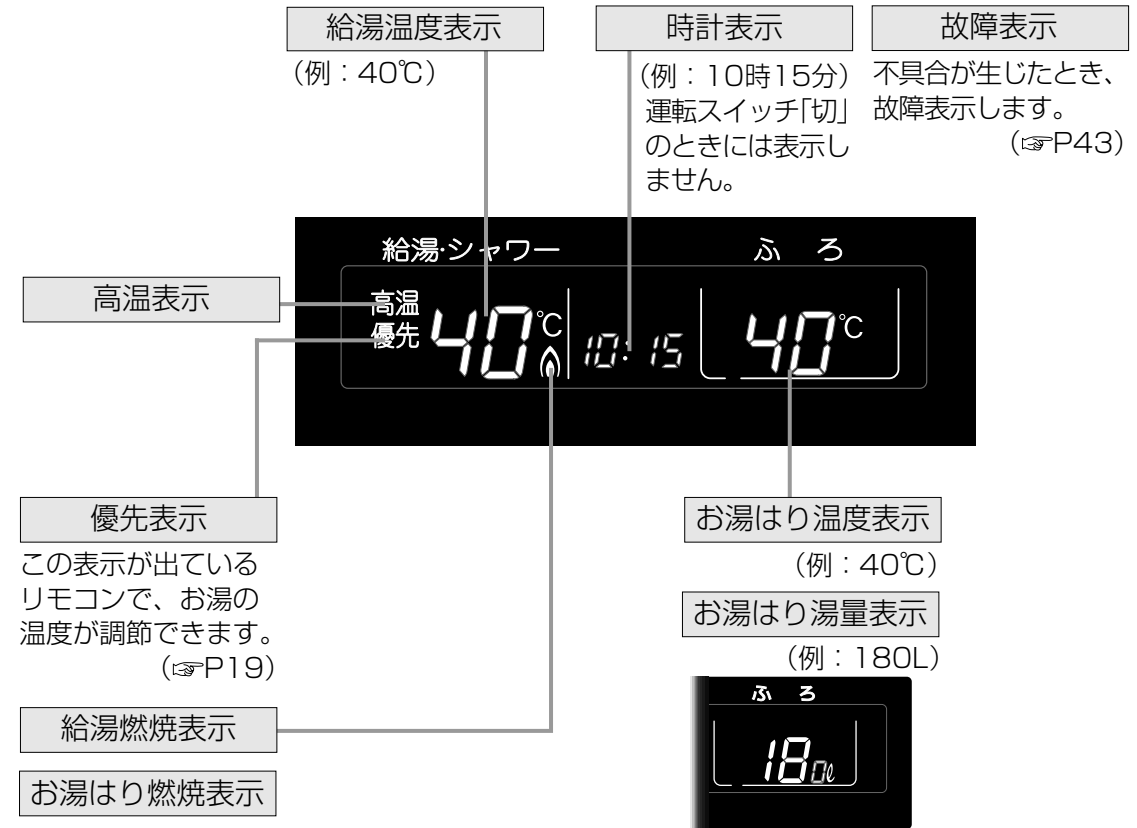 給湯温度表示
（例：40℃）
時計表示
（例：10時15分）
運転スイッチ｢切｣
のときには表示し
ません。
故障表示
不具合が生じたとき、
故障表示します。
（☞P43）
給湯･シャワー
ふ ろ
高温
優先
40℃
10:15
40℃
高温表示
優先表示
この表示が出ている
リモコンで、お湯の
温度が調節できます。
（☞P19）
給湯燃焼表示
お湯はり燃焼表示
お湯はり温度表示
（例：40℃）
お湯はり湯量表示
（例：180L）
ふ ろ
180ℓ